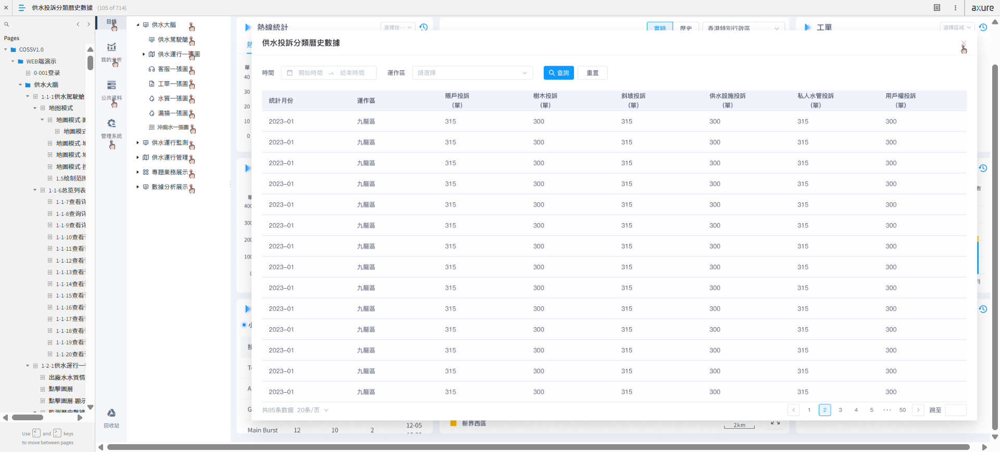 供水投訴分類曆史數據 (105 of 714)
axure
Pages
COSSV1.0
WEB端演示
0-001登录
供水大腦
1-1-1供水駕駛艙
地图模式
地圖模式
地圖模式
地圖模式
地圖模式
地圖模式
1.5绘制范围
1-1-6总览列表
1-1-7查看详
1-1-8查询详
1-1-9查看详
1-1-10查看
1-1-11查看
1-1-12查看
1-1-13查看
1-1-14查看
1-1-15查看
1-1-16查看
1-1-17查看
1-1-18查看
1-1-19查看
1-1-20查看
1-2-1供水運行一
出廠水水質情
點擊圖層
點擊圖層-顯示
監測曆史數據
Use < , and > . keys
to move between pages
目錄
我的分析
公共資料
管理系統
回收站
供水大腦
供水駕駛艙
供水運行一張圖
客服一張圖
工單一張圖
水質一張圖
漏損一張圖
沖廁水一張圖
供水運行監測
供水運行管理
專題業務展示
數據分析展示
熱線統計
選擇技...
實時 歷史
香港特別行政區
工單
選擇區域
熱
單
40
30
20
10
0
單
400
300
200
100
0
小
技
T
A
G
數
月
供水投訴分類曆史數據
時間 開始時間 結束時間 運作區 請選擇 查詢 重置
統計月份 運作區 賬戶投訴 (單) 樹木投訴 (單) 斜坡投訴 (單) 供水設施投訴 (單) 私人水管投訴 (單) 用戶權投訴 (單)
2023-01 九龍區 315 300 315 300 315 300
2023-01 九龍區 315 300 315 300 315 300
2023-01 九龍區 315 300 315 300 315 300
2023-01 九龍區 315 300 315 300 315 300
2023-01 九龍區 315 300 315 300 315 300
2023-01 九龍區 315 300 315 300 315 300
2023-01 九龍區 315 300 315 300 315 300
2023-01 九龍區 315 300 315 300 315 300
2023-01 九龍區 315 300 315 300 315 300
2023-01 九龍區 315 300 315 300 315 300
2023-01 九龍區 315 300 315 300 315 300
2023-01 九龍區 315 300 315 300 315 300
2023-01 九龍區 315 300 315 300 315 300
2023-01 九龍區 315 300 315 300 315 300
共85条数据 20条/页
1 2 3 4 5 ··· 50 跳至
Main Burst 12 10 2 12-05
新界西區
2km